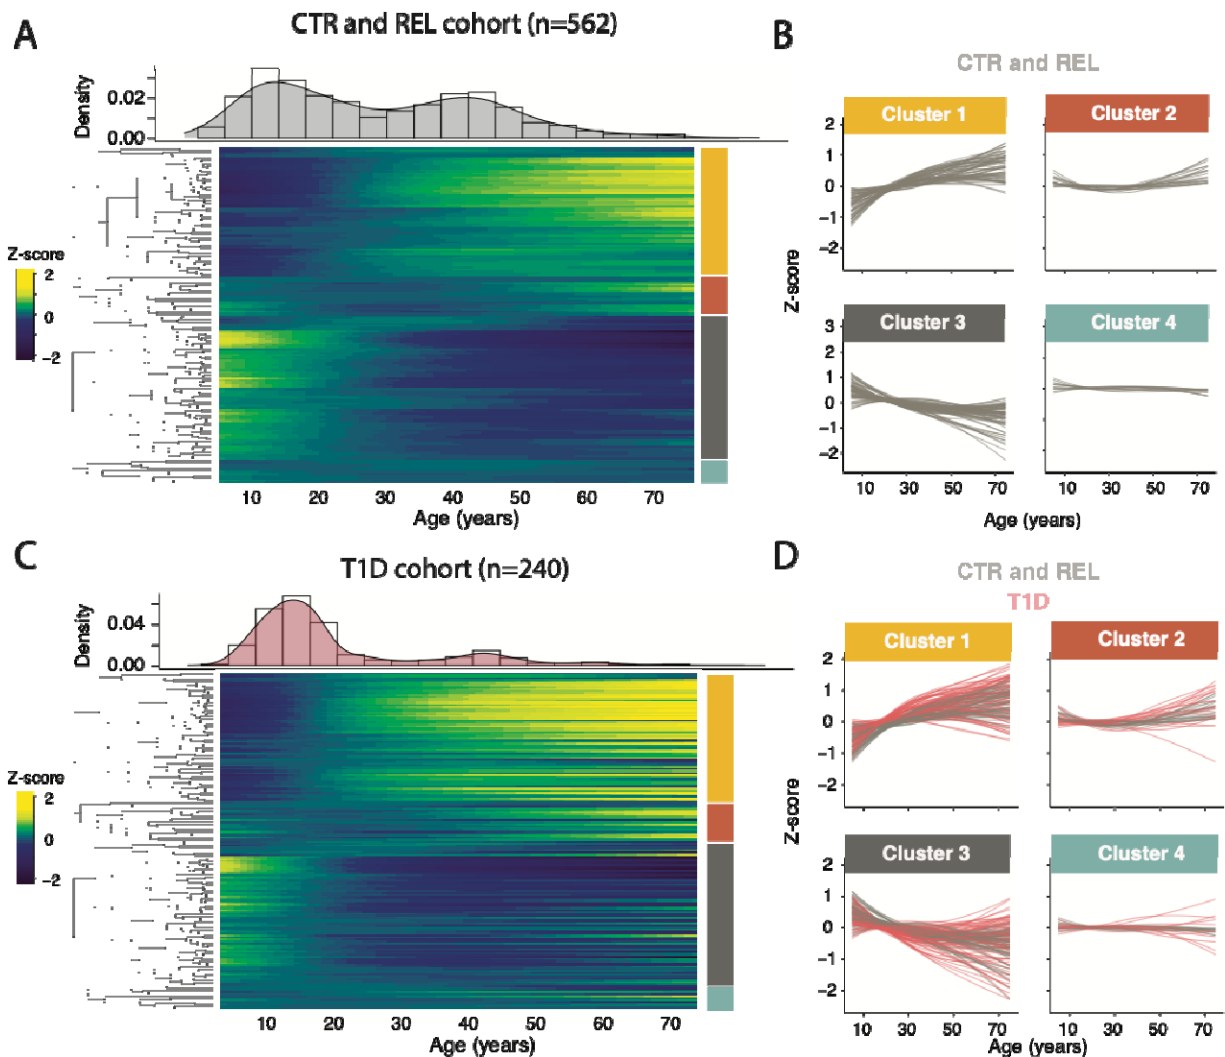 A
CTR and REL cohort (n=562)
Density
0.02
0.00
Z-score
2
0
−2
10 20 30 40 50 60 70
Age (years)
B
CTR and REL
Cluster 1
Cluster 2
2
1
0
−1
−2
Z-score
Cluster 3
Cluster 4
3
2
1
0
−1
−2
10 30 50 70
10 30 50 70
Age (years)
C
T1D cohort (n=240)
Density
0.04
0.00
Z-score
2
0
−2
10 20 30 40 50 60 70
Age (years)
D
CTR and REL
T1D
Cluster 1
Cluster 2
2
1
0
−1
−2
Z-score
Cluster 3
Cluster 4
2
1
0
−1
−2
10 30 50 70
10 30 50 70
Age (years)